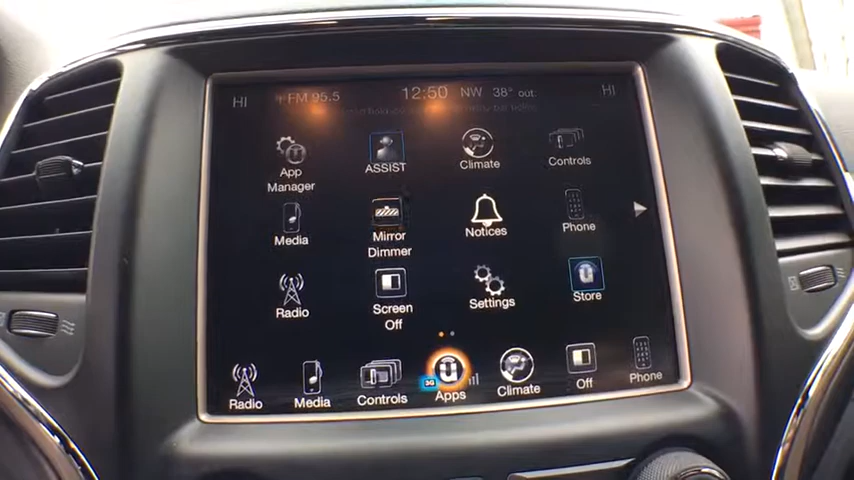 HI
FM 95.5
12:50
NW
38° out.
HI
App
Manager
ASSIST
Climate
Controls
Media
Mirror
Dimmer
Notices
Phone
Radio
Screen
Off
Settings
Store
Radio
Media
Controls
3G
Apps
Climate
Off
Phone